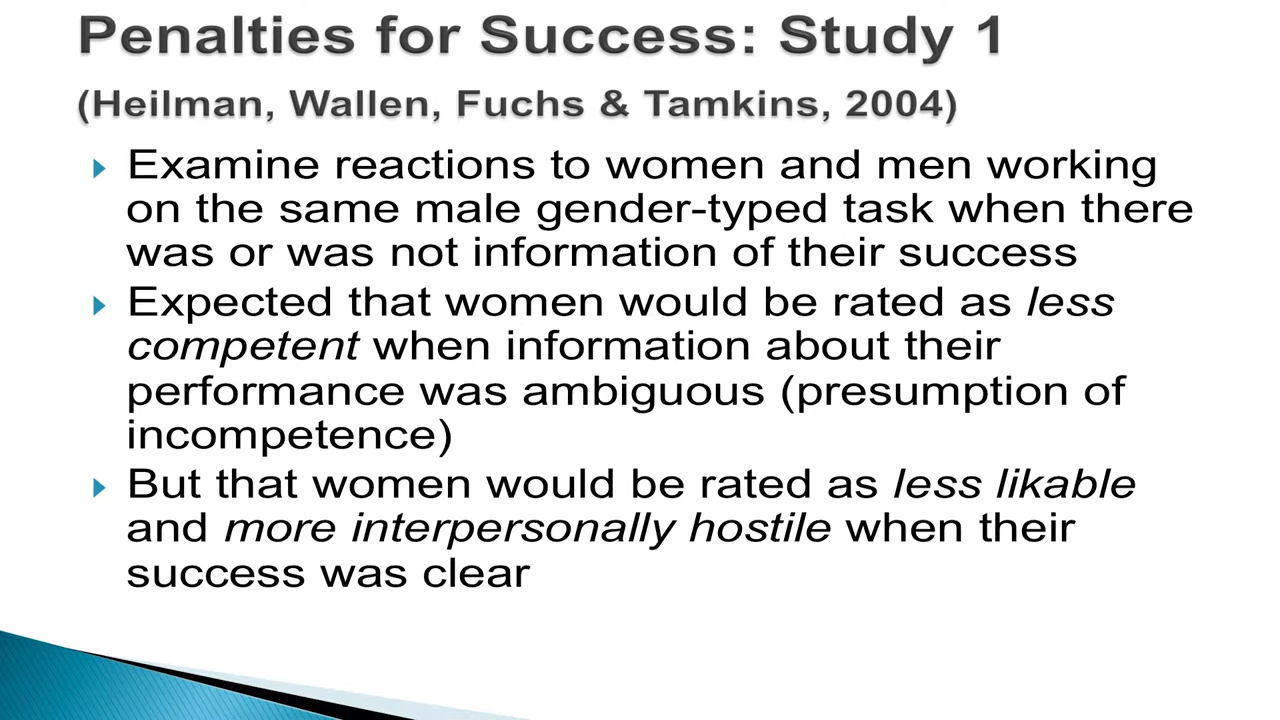 Penalties for Success: Study 1
(Heilman, Wallen, Fuchs & Tamkins, 2004)
Examine reactions to women and men working
on the same male gender-typed task when there
was or was not information of their success
Expected that women would be rated as less
competent when information about their
performance was ambiguous (presumption of
incompetence)
But that women would be rated as less likable
and more interpersonally hostile when their
success was clear